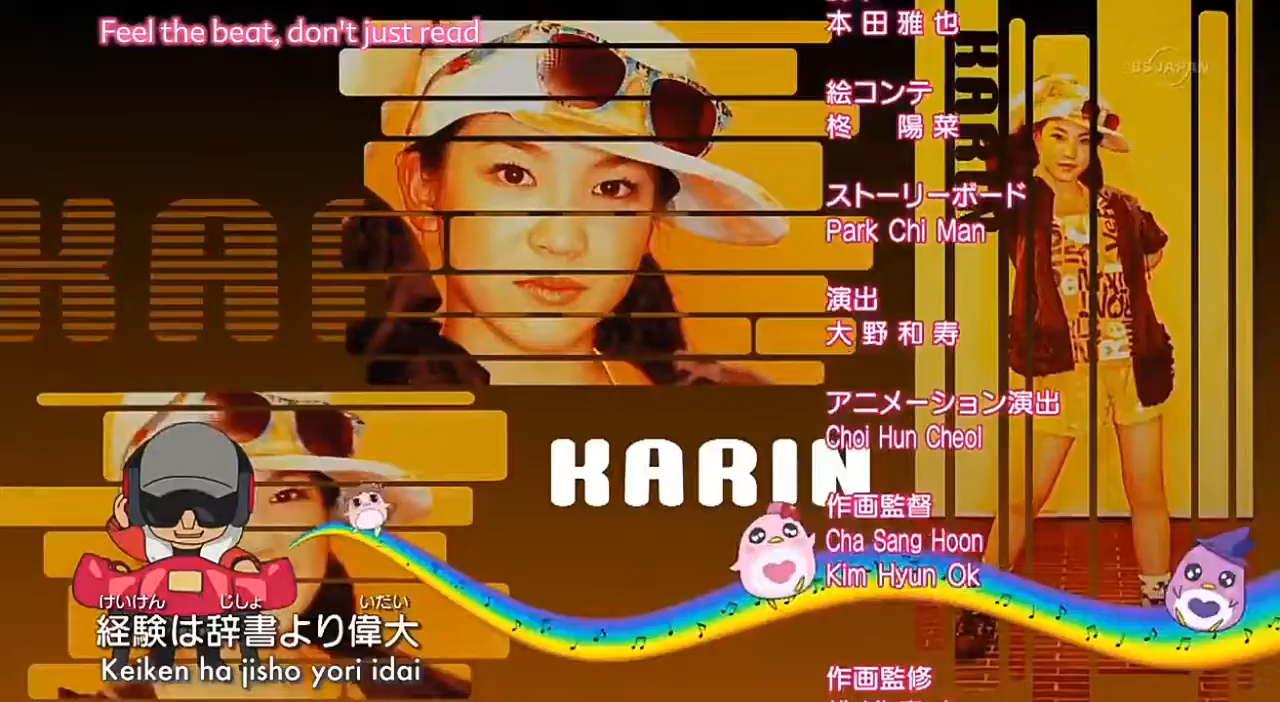 Feel the beat, don't just read
本田雅也
BS JAPAN
絵コンテ
柊 陽菜
KARIN
ストーリーボード
Park Chi Man
演出
大野和寿
アニメーション演出
Choi Hun Cheol
KARIN
作画監督
Cha Sang Hoon
Kim Hyun Ok
けいけん じしょ いだい
経験は辞書より偉大
Keiken ha jisho yori idai
作画監修